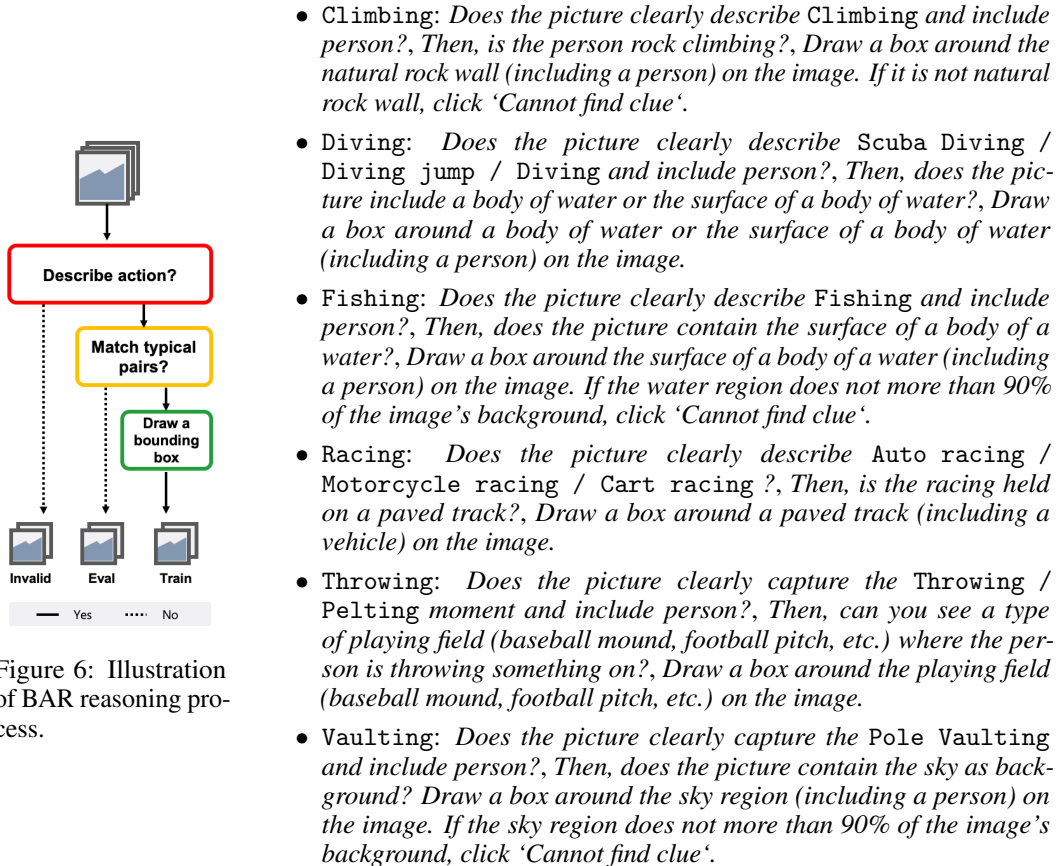 Describe action?
Match typical
pairs?
Draw a
bounding
box
Invalid Eval Train
Yes No
Figure 6: Illustration
of BAR reasoning pro-
cess.
• Climbing: Does the picture clearly describe Climbing and include
person?, Then, is the person rock climbing?, Draw a box around the
natural rock wall (including a person) on the image. If it is not natural
rock wall, click ‘Cannot find clue‘.
• Diving: Does the picture clearly describe Scuba Diving /
Diving jump / Diving and include person?, Then, does the pic-
ture include a body of water or the surface of a body of water?, Draw
a box around a body of water or the surface of a body of water
(including a person) on the image.
• Fishing: Does the picture clearly describe Fishing and include
person?, Then, does the picture contain the surface of a body of a
water?, Draw a box around the surface of a body of a water (including
a person) on the image. If the water region does not more than 90%
of the image’s background, click ‘Cannot find clue‘.
• Racing: Does the picture clearly describe Auto racing /
Motorcycle racing / Cart racing ?, Then, is the racing held
on a paved track?, Draw a box around a paved track (including a
vehicle) on the image.
• Throwing: Does the picture clearly capture the Throwing /
Pelting moment and include person?, Then, can you see a type
of playing field (baseball mound, football pitch, etc.) where the per-
son is throwing something on?, Draw a box around the playing field
(baseball mound, football pitch, etc.) on the image.
• Vaulting: Does the picture clearly capture the Pole Vaulting
and include person?, Then, does the picture contain the sky as back-
ground? Draw a box around the sky region (including a person) on
the image. If the sky region does not more than 90% of the image’s
background, click ‘Cannot find clue‘.